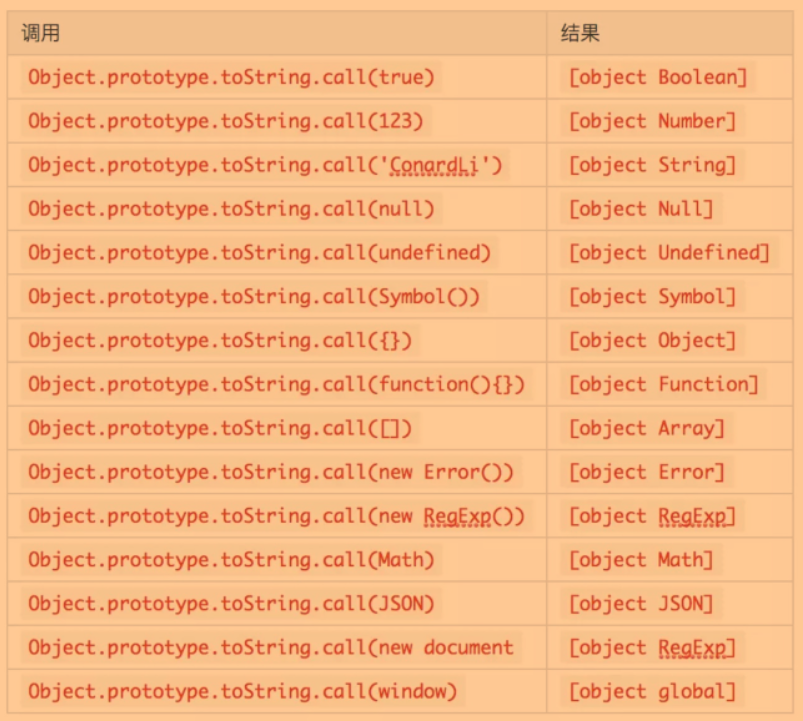 调用 结果
Object.prototype.toString.call(true) [object Boolean]
Object.prototype.toString.call(123) [object Number]
Object.prototype.toString.call('ConardLi') [object String]
Object.prototype.toString.call(null) [object Null]
Object.prototype.toString.call(undefined) [object Undefined]
Object.prototype.toString.call(Symbol()) [object Symbol]
Object.prototype.toString.call({}) [object Object]
Object.prototype.toString.call(function(){}) [object Function]
Object.prototype.toString.call([]) [object Array]
Object.prototype.toString.call(new Error()) [object Error]
Object.prototype.toString.call(new RegExp()) [object RegExp]
Object.prototype.toString.call(Math) [object Math]
Object.prototype.toString.call(JSON) [object JSON]
Object.prototype.toString.call(new document [object RegExp]
Object.prototype.toString.call(window) [object global]